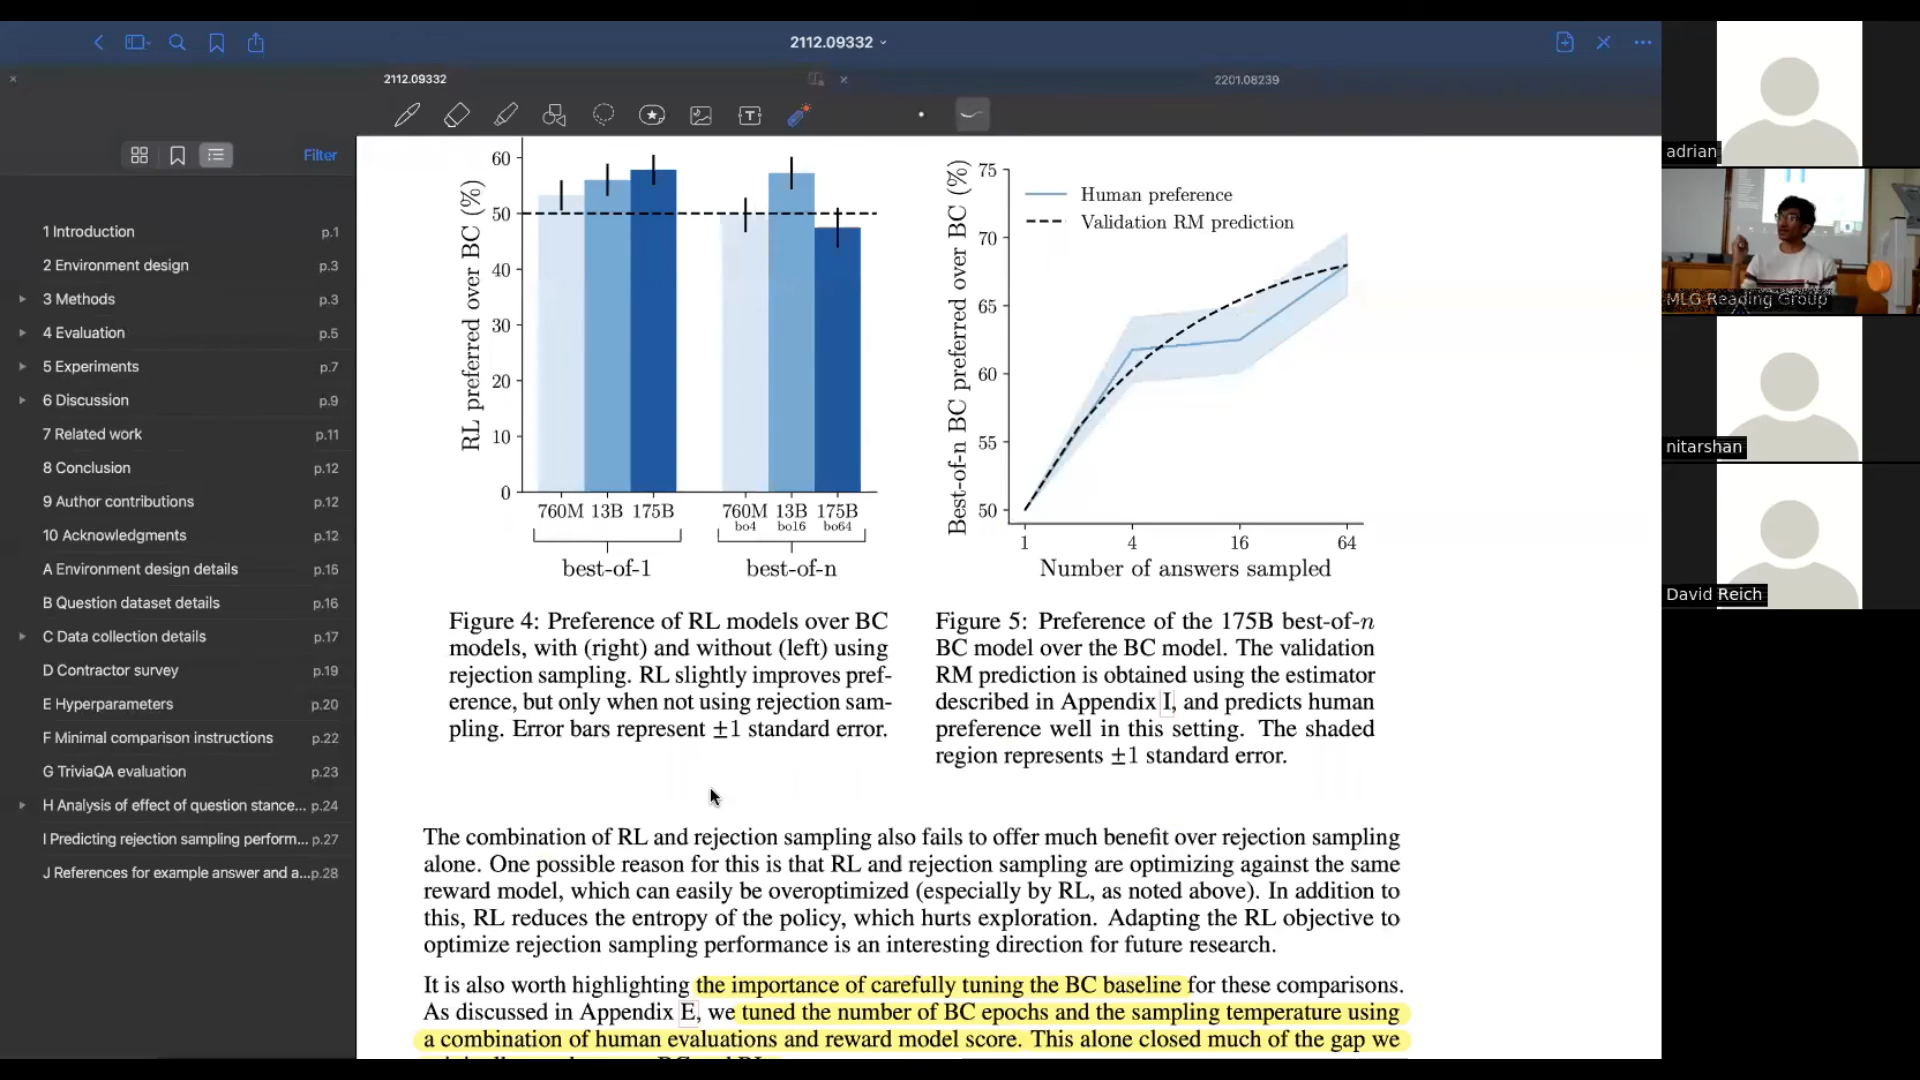 2112.09332
2112.09332
2201.08239
Filter
1 Introduction p.1
2 Environment design p.3
3 Methods p.3
4 Evaluation p.5
5 Experiments p.7
6 Discussion p.9
7 Related work p.11
8 Conclusion p.12
9 Author contributions p.12
10 Acknowledgments p.12
A Environment design details p.15
B Question dataset details p.16
C Data collection details p.17
D Contractor survey p.19
E Hyperparameters p.20
F Minimal comparison instructions p.22
G TriviaQA evaluation p.23
H Analysis of effect of question stance... p.24
I Predicting rejection sampling perform... p.27
J References for example answer and a... p.28
RL preferred over BC (%)
60
50
40
30
20
10
0
760M 13B 175B 760M 13B 175B
bo4 bo16 bo64
best-of-1 best-of-n
Best-of-n BC preferred over BC (%)
75
70
65
60
55
50
Human preference
Validation RM prediction
1 4 16 64
Number of answers sampled
Figure 4: Preference of RL models over BC
models, with (right) and without (left) using
rejection sampling. RL slightly improves pref-
erence, but only when not using rejection sam-
pling. Error bars represent ±1 standard error.
Figure 5: Preference of the 175B best-of-n
BC model over the BC model. The validation
RM prediction is obtained using the estimator
described in Appendix I, and predicts human
preference well in this setting. The shaded
region represents ±1 standard error.
The combination of RL and rejection sampling also fails to offer much benefit over rejection sampling
alone. One possible reason for this is that RL and rejection sampling are optimizing against the same
reward model, which can easily be overoptimized (especially by RL, as noted above). In addition to
this, RL reduces the entropy of the policy, which hurts exploration. Adapting the RL objective to
optimize rejection sampling performance is an interesting direction for future research.
It is also worth highlighting the importance of carefully tuning the BC baseline for these comparisons.
As discussed in Appendix E, we tuned the number of BC epochs and the sampling temperature using
a combination of human evaluations and reward model score. This alone closed much of the gap we
adrian
MLG Reading Group
nitarshan
David Reich